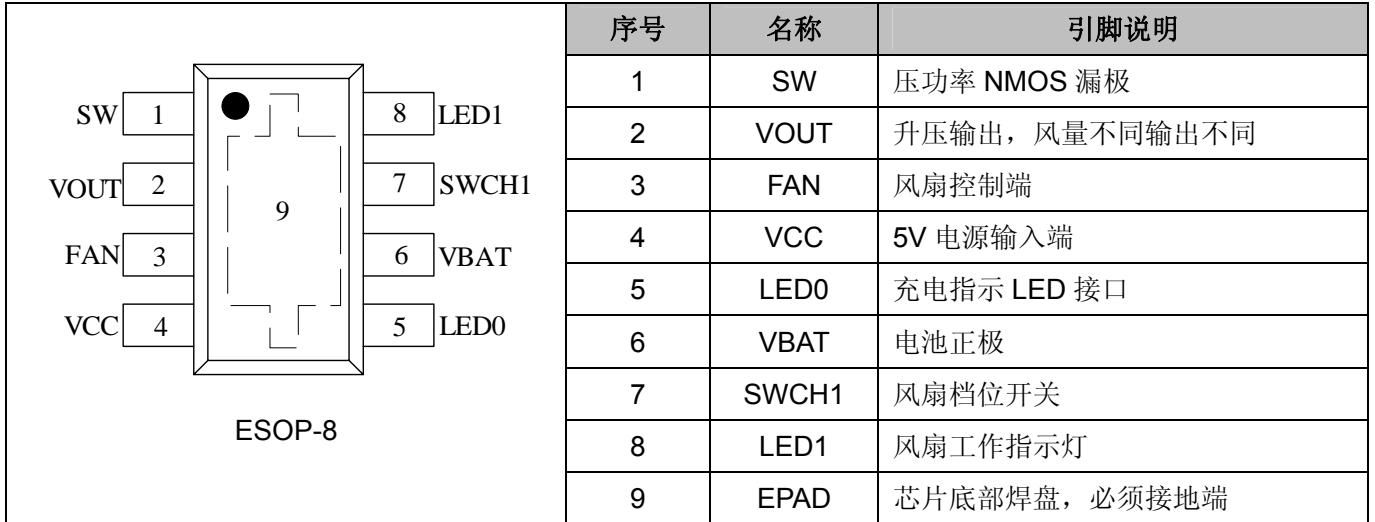 序号 名称 引脚说明
1 SW 压功率 NMOS 漏极
2 VOUT 升压输出，风量不同输出不同
3 FAN 风扇控制端
4 VCC 5V 电源输入端
5 LED0 充电指示 LED 接口
6 VBAT 电池正极
7 SWCH1 风扇档位开关
8 LED1 风扇工作指示灯
9 EPAD 芯片底部焊盘，必须接地端
SW 1 8 LED1
VOUT 2 7 SWCH1
9
FAN 3 6 VBAT
VCC 4 5 LED0
ESOP-8